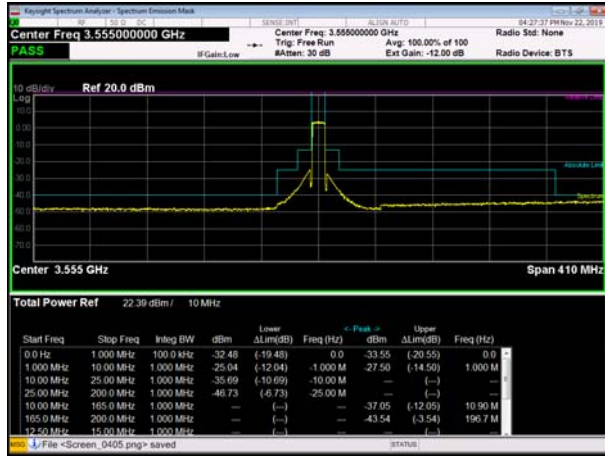 Keysight Spectrum Analyzer - Spectrum Emission Mask
RF 50 Ω DC SENSE:INT ALIGN AUTO 04:27:37 PM Nov 22, 2019
Center Freq 3.555000000 GHz Center Freq: 3.555000000 GHz Radio Std: None
Trig: Free Run Avg: 100.00% of 100
PASS IFGain:Low #Atten: 30 dB Ext Gain: -12.00 dB Radio Device: BTS
10 dB/div Ref 20.0 dBm
Log
10.0
0.00
-10.0
-20.0
Absolute Limit
-30.0
-40.0
Spectrum
-50.0
-60.0
-70.0
Center 3.555 GHz Span 410 MHz
Total Power Ref 22.39 dBm / 10 MHz
Lower <- Peak -> Upper
Start Freq Stop Freq Integ BW dBm ΔLim(dB) Freq (Hz) dBm ΔLim(dB) Freq (Hz)
0.0 Hz 1.000 MHz 100.0 kHz -32.48 (-19.48) 0.0 -33.55 (-20.55) 0.0
1.000 MHz 10.00 MHz 1.000 MHz -25.04 (-12.04) -1.000 M -27.50 (-14.50) 1.000 M
10.00 MHz 25.00 MHz 1.000 MHz -35.69 (-10.69) -10.00 M --- (---) ---
25.00 MHz 200.0 MHz 1.000 MHz -46.73 (-6.73) -25.00 M --- (---) ---
10.00 MHz 165.0 MHz 1.000 MHz --- (---) --- -37.05 (-12.05) 10.90 M
165.0 MHz 200.0 MHz 1.000 MHz --- (---) --- -43.54 (-3.54) 196.7 M
12.50 MHz 15.00 MHz 1.000 MHz --- (---) --- --- (---) ---
MSG File <Screen_0405.png> saved STATUS